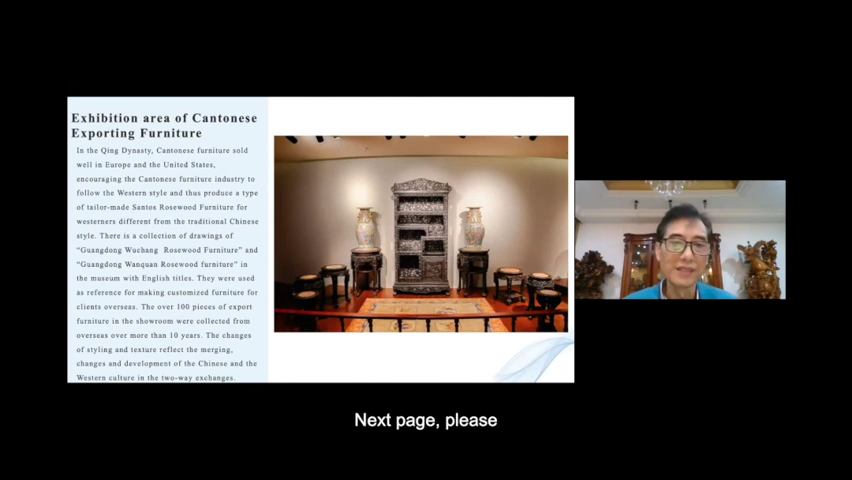 Exhibition area of Cantonese
Exporting Furniture
In the Qing Dynasty, Cantonese furniture sold
well in Europe and the United States,
encouraging the Cantonese furniture industry to
follow the Western style and thus produce a type
of tailor-made Santos Rosewood Furniture for
westerners different from the traditional Chinese
style. There is a collection of drawings of
“Guangdong Wuchang Rosewood Furniture” and
“Guangdong Wanquan Rosewood furniture” in
the museum with English titles. They were used
as reference for making customized furniture for
clients overseas. The over 100 pieces of export
furniture in the showroom were collected from
overseas over more than 10 years. The changes
of styling and texture reflect the merging,
changes and development of the Chinese and the
Western culture in the two-way exchanges.
Next page, please